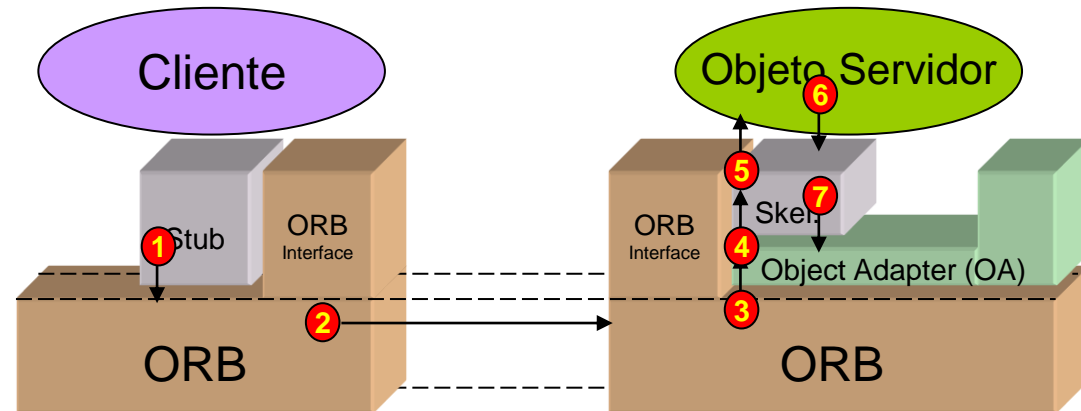 Cliente
Objeto Servidor
6
5
7
1
Stub
ORB
Interface
ORB
Interface
Skel.
4
Object Adapter (OA)
2
3
ORB
ORB